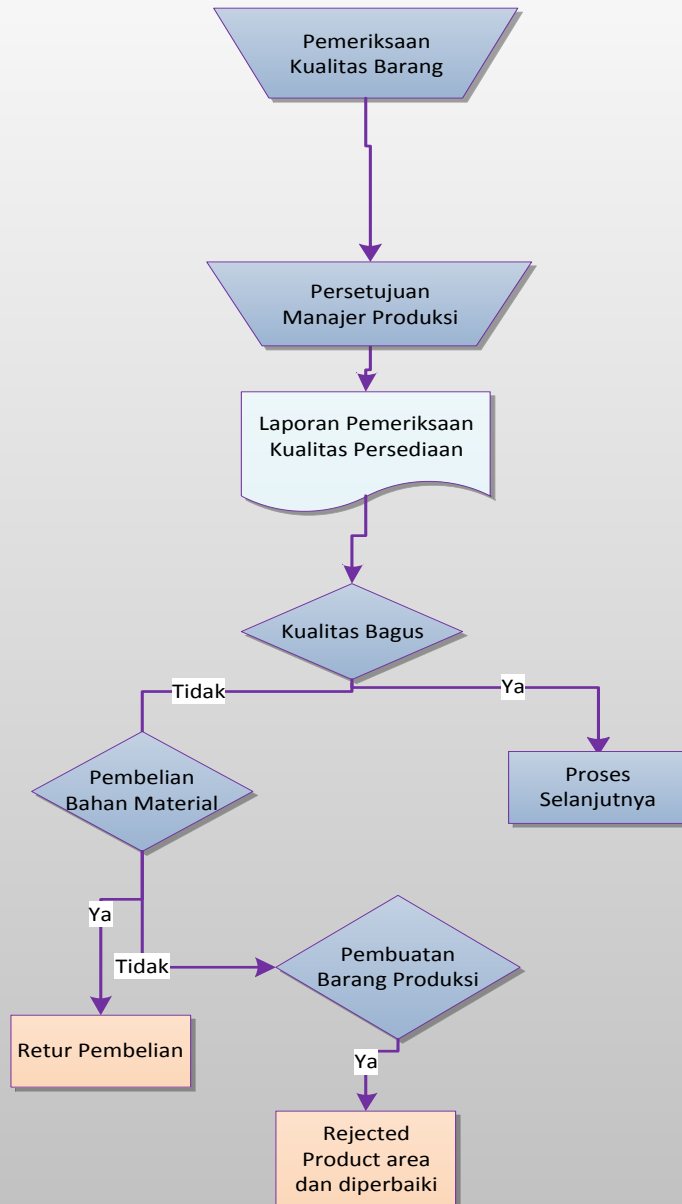 Pemeriksaan
Kualitas Barang
Persetujuan
Manajer Produksi
Laporan Pemeriksaan
Kualitas Persediaan
Kualitas Bagus
Tidak
Ya
Pembelian
Bahan Material
Proses
Selanjutnya
Ya
Tidak
Pembuatan
Barang Produksi
Retur Pembelian
Ya
Rejected
Product area
dan diperbaiki